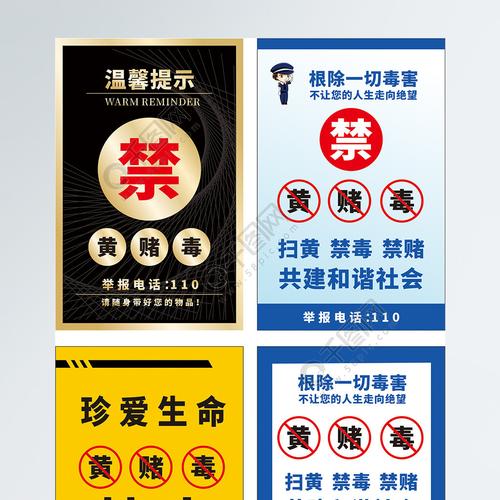 温馨提示
WARM REMINDER
禁
黄 赌 毒
举报电话:110
请随身带好您的物品!
根除一切毒害
不让您的人生走向绝望
禁
黄 赌 毒
扫黄 禁毒 禁赌
共建和谐社会
举报电话:110
珍爱生命
黄 赌 毒
根除一切毒害
不让您的人生走向绝望
黄 赌 毒
扫黄 禁毒 禁赌